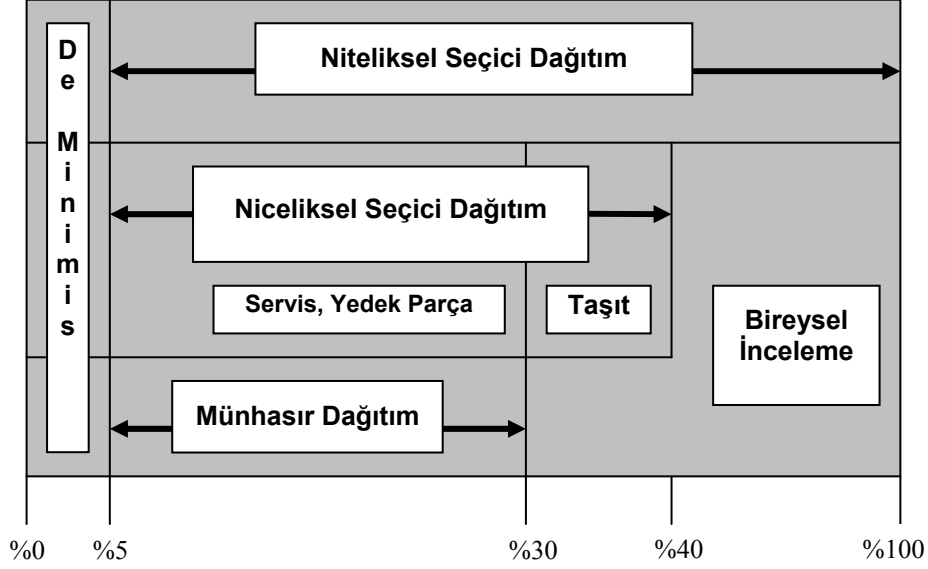 De Minimis
Niteliksel Seçici Dağıtım
Niceliksel Seçici Dağıtım
Servis, Yedek Parça
Taşıt
Bireysel
İnceleme
Münhasır Dağıtım
%0
%5
%30
%40
%100